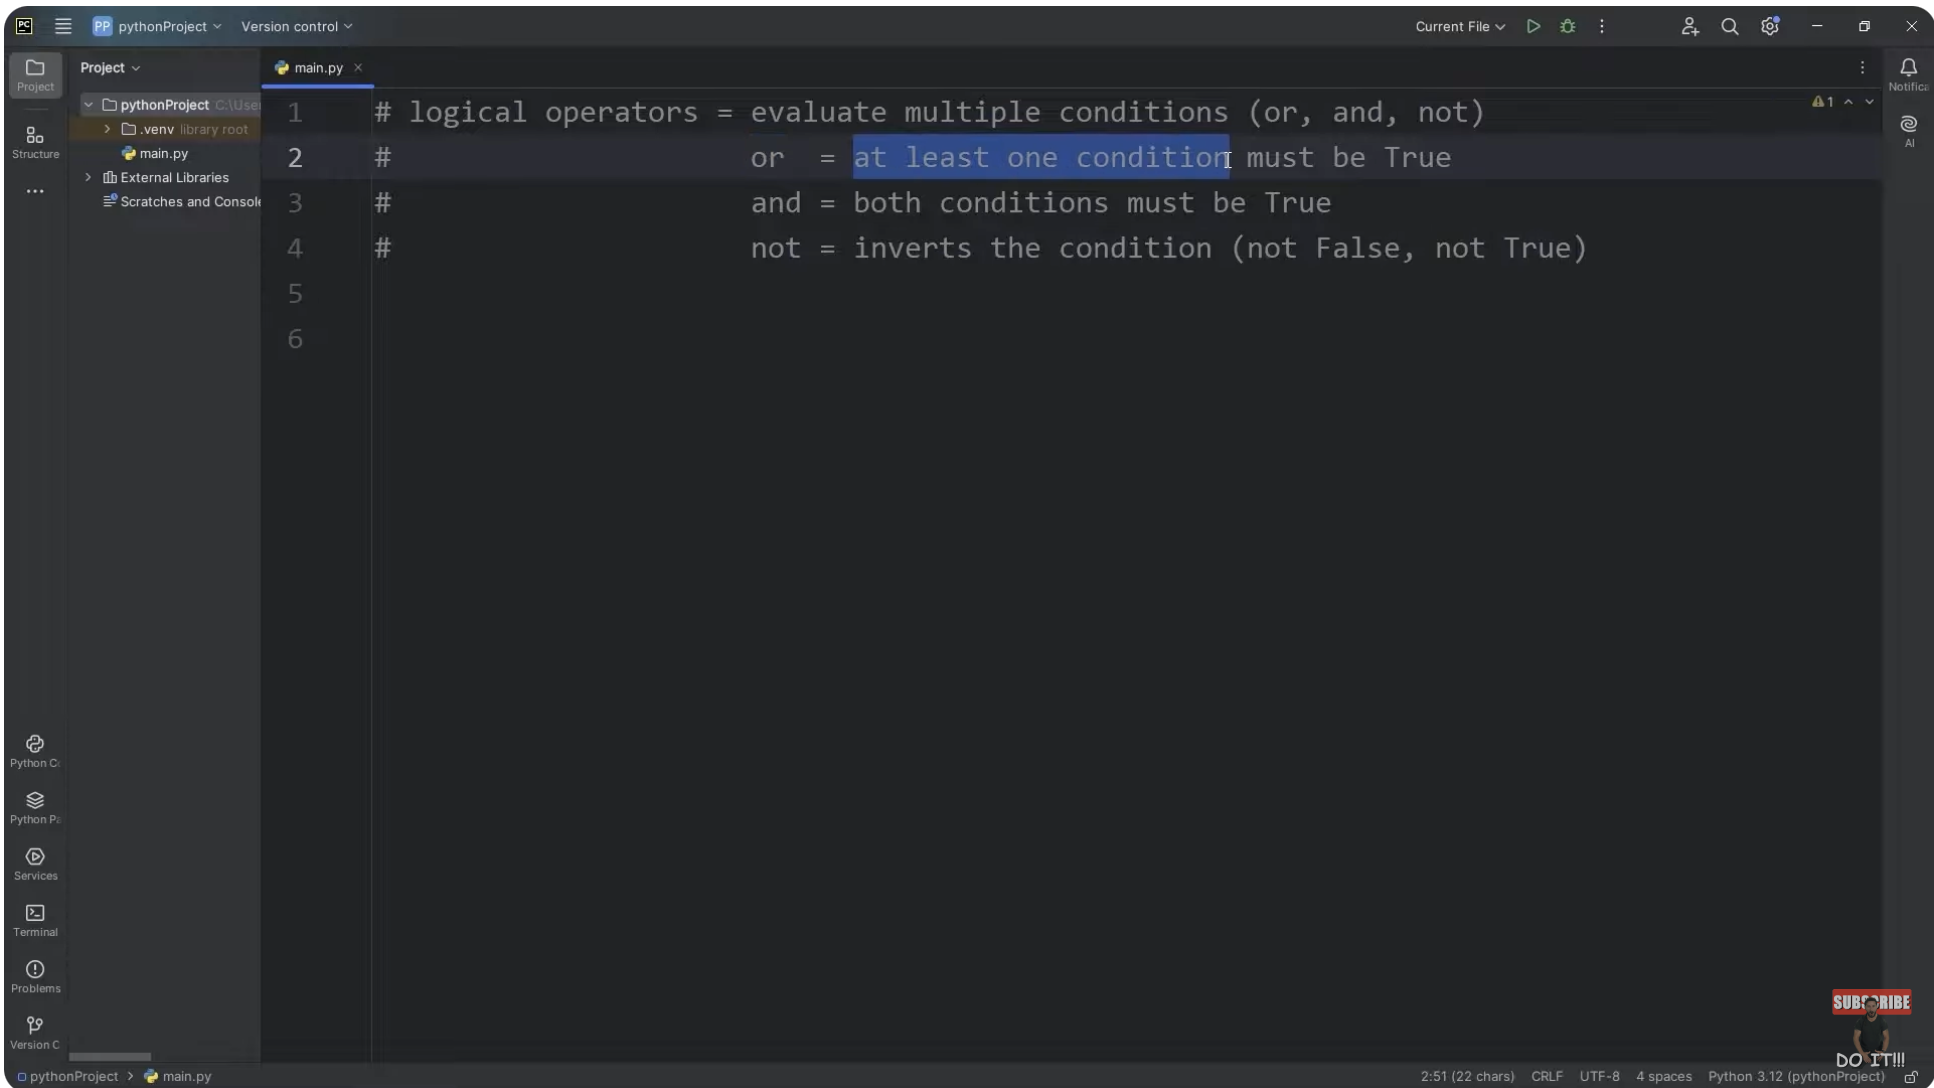 PC PP pythonProject Version control Current File
Project Project main.py Notifica
pythonProject C:\User
.venv library root
main.py
External Libraries
Scratches and Console
Structure
AI
1
1 # logical operators = evaluate multiple conditions (or, and, not)
2 # or = at least one condition must be True
3 # and = both conditions must be True
4 # not = inverts the condition (not False, not True)
5
6
Python Co
Python Pa
Services
Terminal
Problems
Version C
SUBSCRIBE
DO IT!!!
pythonProject > main.py 2:51 (22 chars) CRLF UTF-8 4 spaces Python 3.12 (pythonProject)